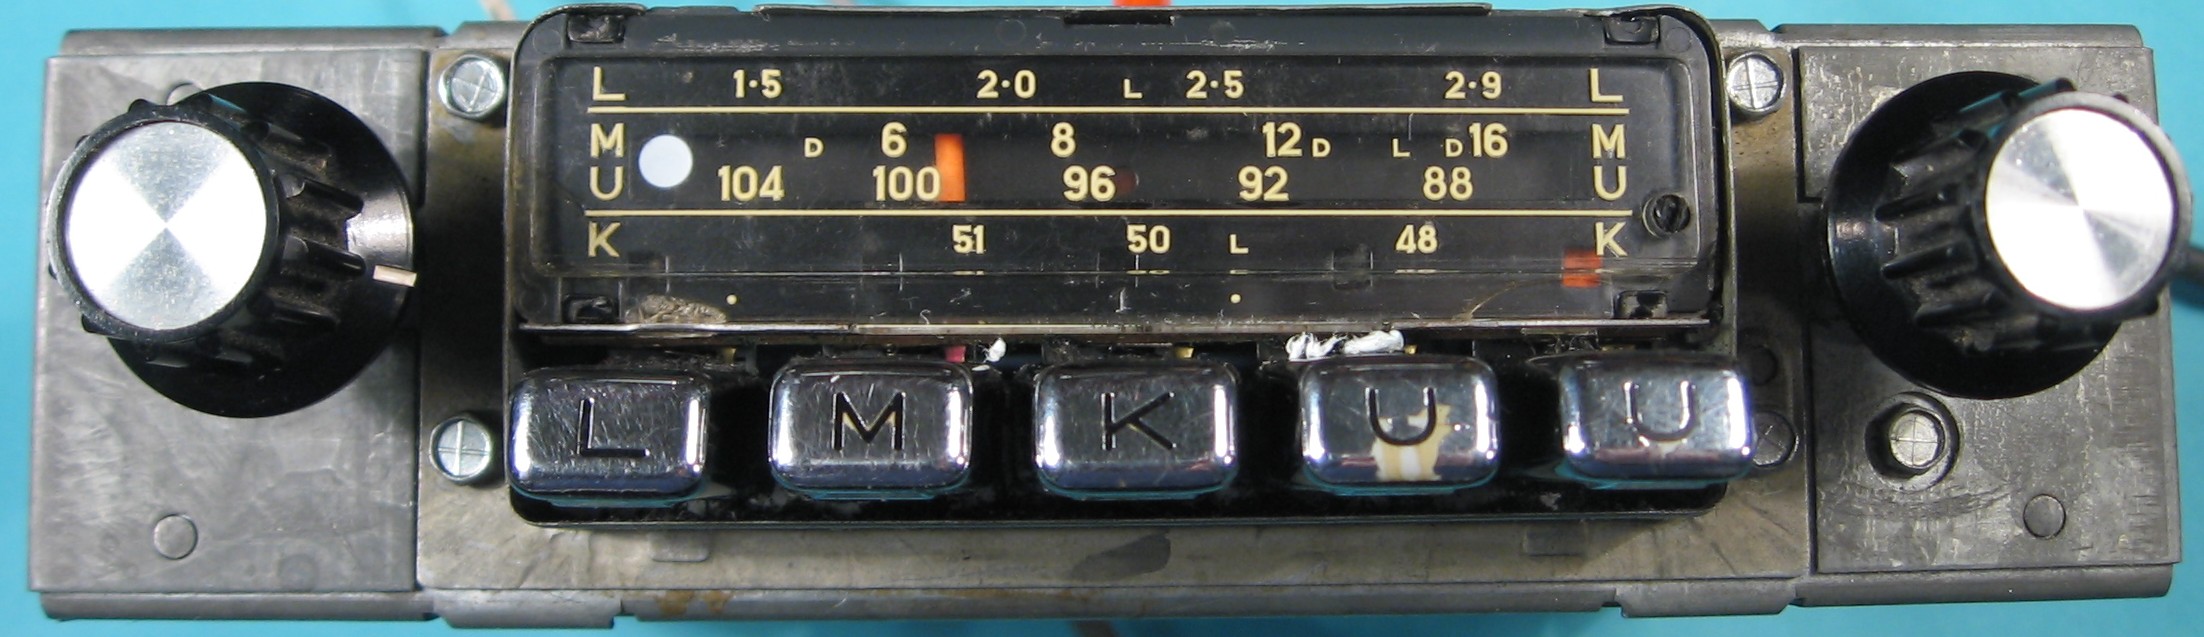 L 1·5 2·0 L 2·5 2·9 L
M D 6 8 12 D L D 16 M
U 104 100 96 92 88 U
K 51 50 L 48 K
L M K U U